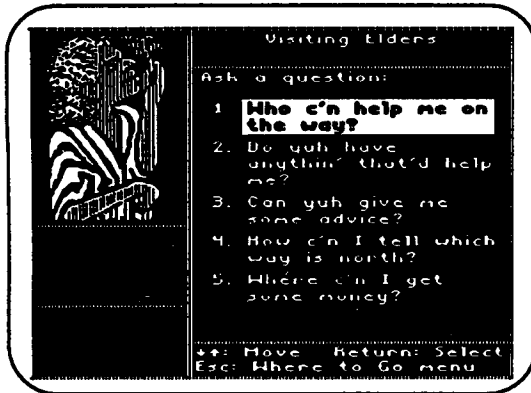 Visiting Elders
Ask a question:
1 Who c'n help me on
the way?
2. Do yuh have
anythin' that'd help
me?
3. Can yuh give me
some advice?
4. How c'n I tell which
way is north?
5. Where c'n I get
some money?
↓↑: Move Return: Select
Esc: Where to Go menu